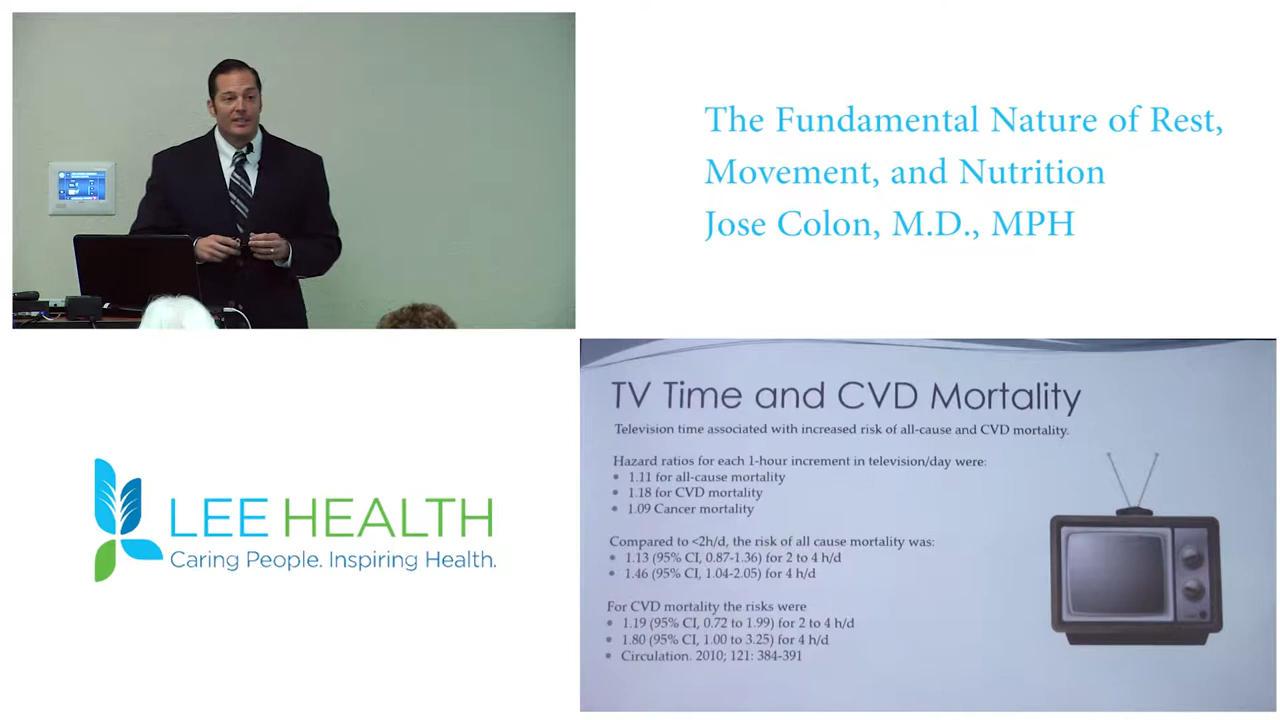 The Fundamental Nature of Rest,
Movement, and Nutrition
Jose Colon, M.D., MPH
LEE HEALTH
Caring People. Inspiring Health.
TV Time and CVD Mortality
Television time associated with increased risk of all-cause and CVD mortality.
Hazard ratios for each 1-hour increment in television/day were:
• 1.11 for all-cause mortality
• 1.18 for CVD mortality
• 1.09 Cancer mortality
Compared to <2h/d, the risk of all cause mortality was:
• 1.13 (95% CI, 0.87-1.36) for 2 to 4 h/d
• 1.46 (95% CI, 1.04-2.05) for 4 h/d
For CVD mortality the risks were
• 1.19 (95% CI, 0.72 to 1.99) for 2 to 4 h/d
• 1.80 (95% CI, 1.00 to 3.25) for 4 h/d
• Circulation. 2010; 121: 384-391